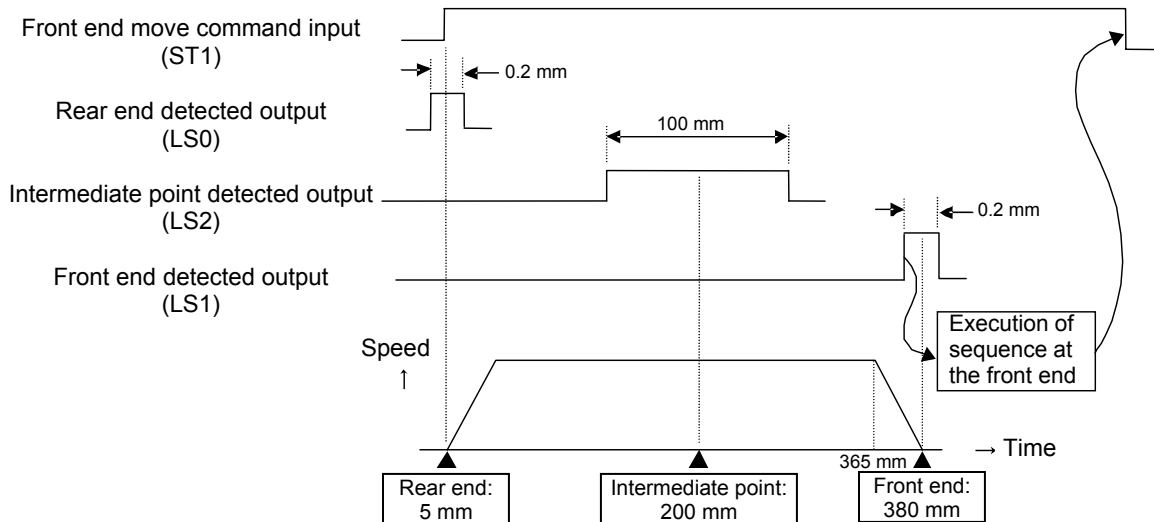 Front end move command input
(ST1)
0.2 mm
Rear end detected output
(LS0)
100 mm
Intermediate point detected output
(LS2)
0.2 mm
Front end detected output
(LS1)
Execution of
sequence at
the front end
Speed
↑
→ Time
365 mm
Rear end:
5 mm
Intermediate point:
200 mm
Front end:
380 mm